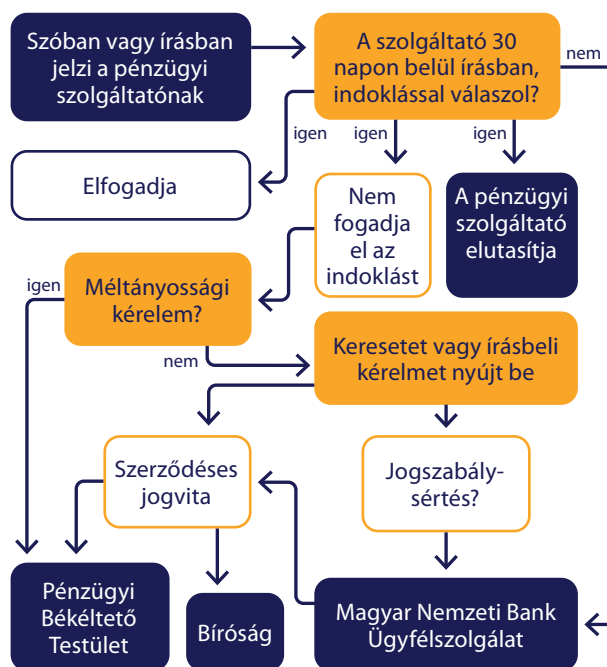 Szóban vagy írásban
jelzi a pénzügyi
szolgáltatónak
A szolgáltató 30
napon belül írásban,
indoklással válaszol?
nem
igen
igen
igen
Elfogadja
Nem
fogadja
el az
indoklást
A pénzügyi
szolgáltató
elutasítja
igen
Méltányossági
kérelem?
nem
Keresetet vagy írásbeli
kérelmet nyújt be
Szerződéses
jogvita
Jogszabály-
sértés?
Pénzügyi
Békéltető
Testület
Bíróság
Magyar Nemzeti Bank
Ügyfélszolgálat